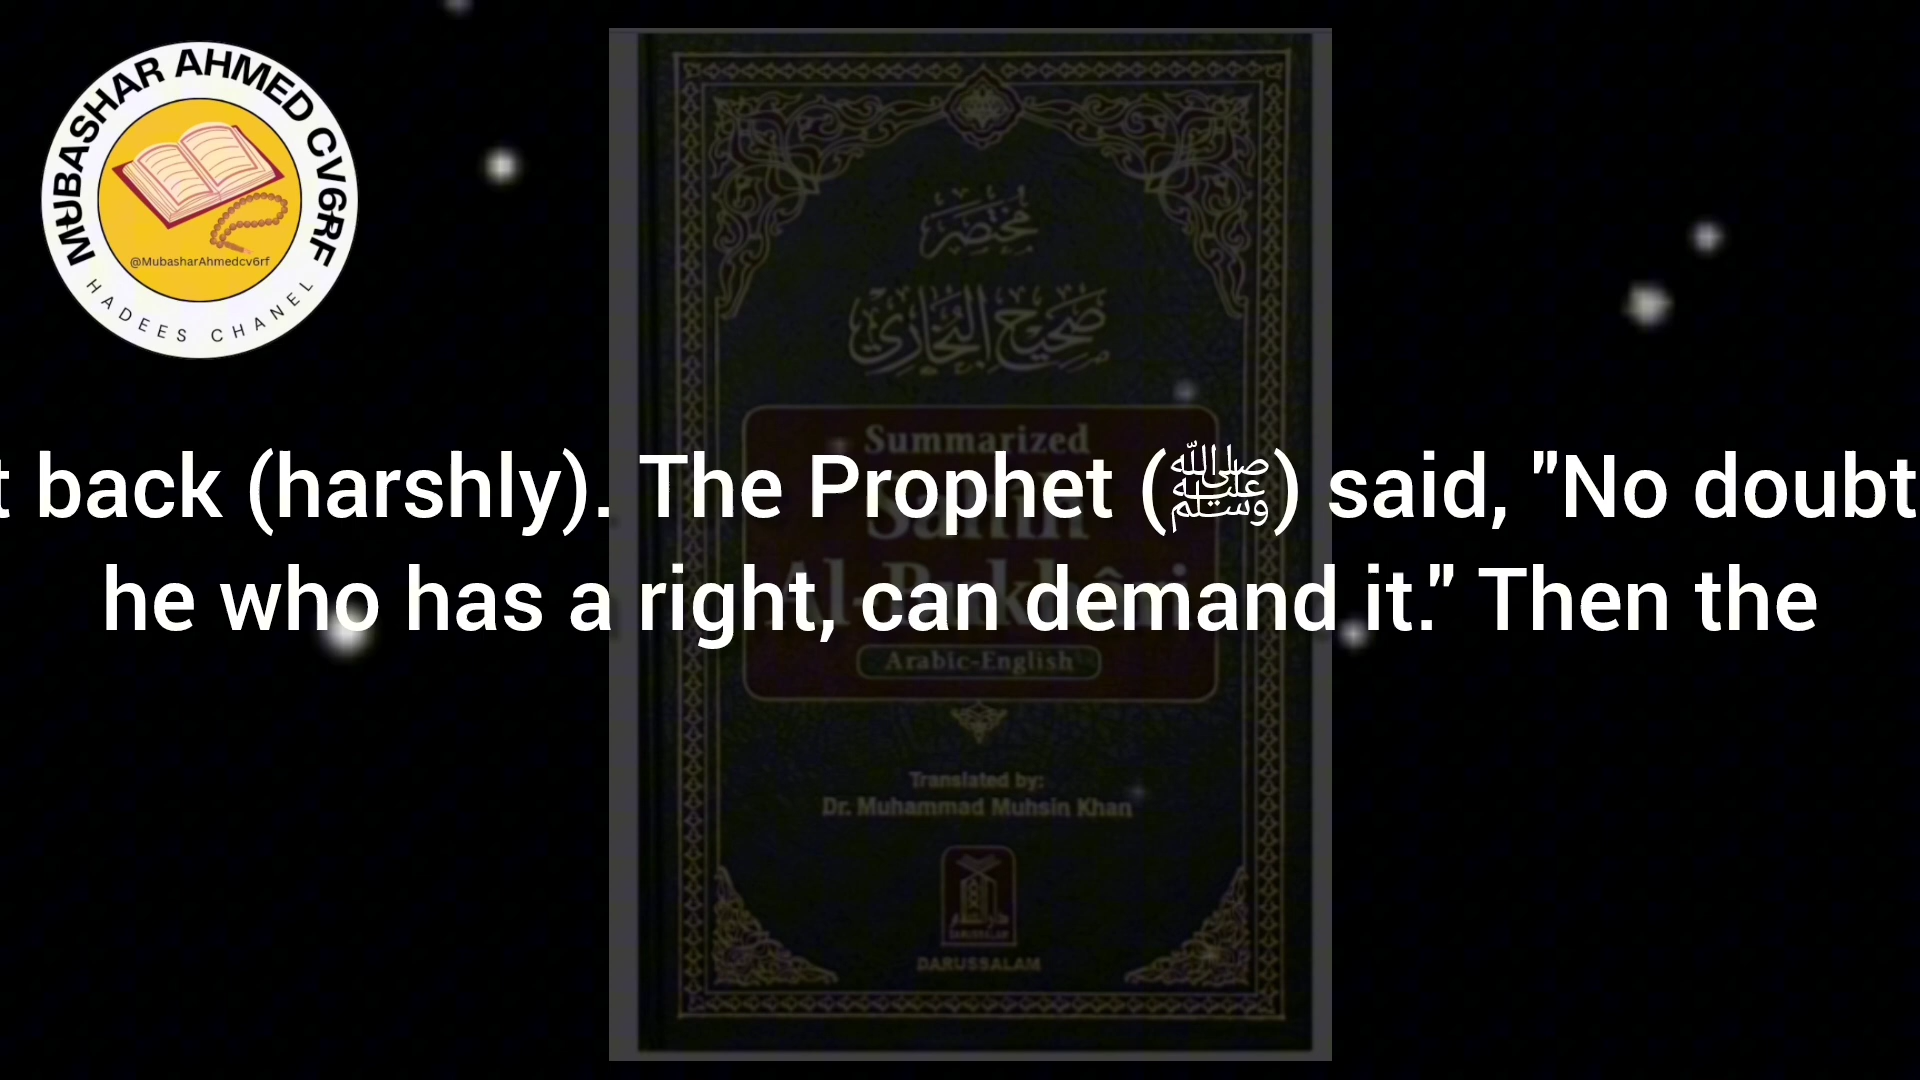 MUBASHAR AHMED CV6RF
@MubasharAhmedcv6rf
HADEES CHANEL
مختصر
صحيح البخاري
Summarized
t back (harshly). The Prophet (ﷺ) said, "No doubt
Sahih
he who has a right, can demand it." Then the
Al-Bukhâri
Arabic-English
Translated by:
Dr. Muhammad Muhsin Khan
DARUSSALAM